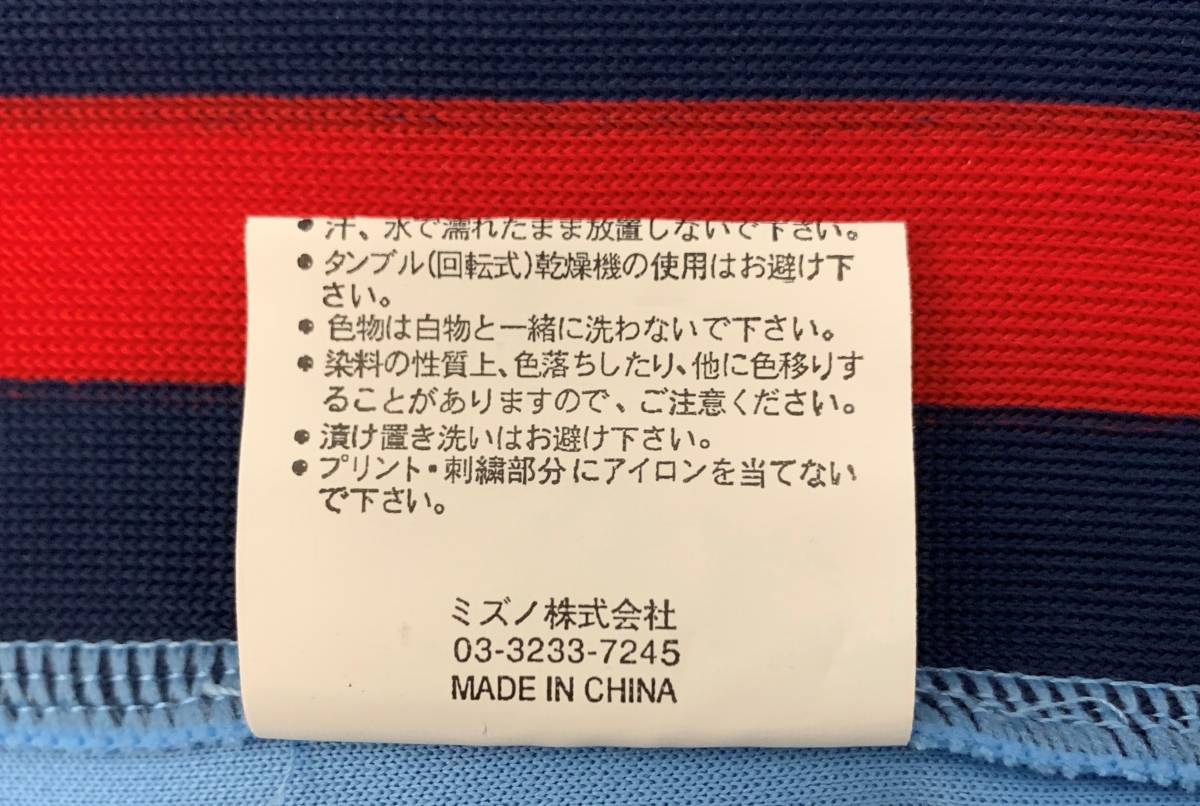 • 汗、水で濡れたまま放置しないで下さい。
• タンブル(回転式)乾燥機の使用はお避け下
さい。
• 色物は白物と一緒に洗わないで下さい。
• 染料の性質上、色落ちしたり、他に色移りす
ることがありますので、ご注意ください。
• 漬け置き洗いはお避け下さい。
• プリント・刺繍部分にアイロンを当てない
で下さい。
ミズノ株式会社
03-3233-7245
MADE IN CHINA